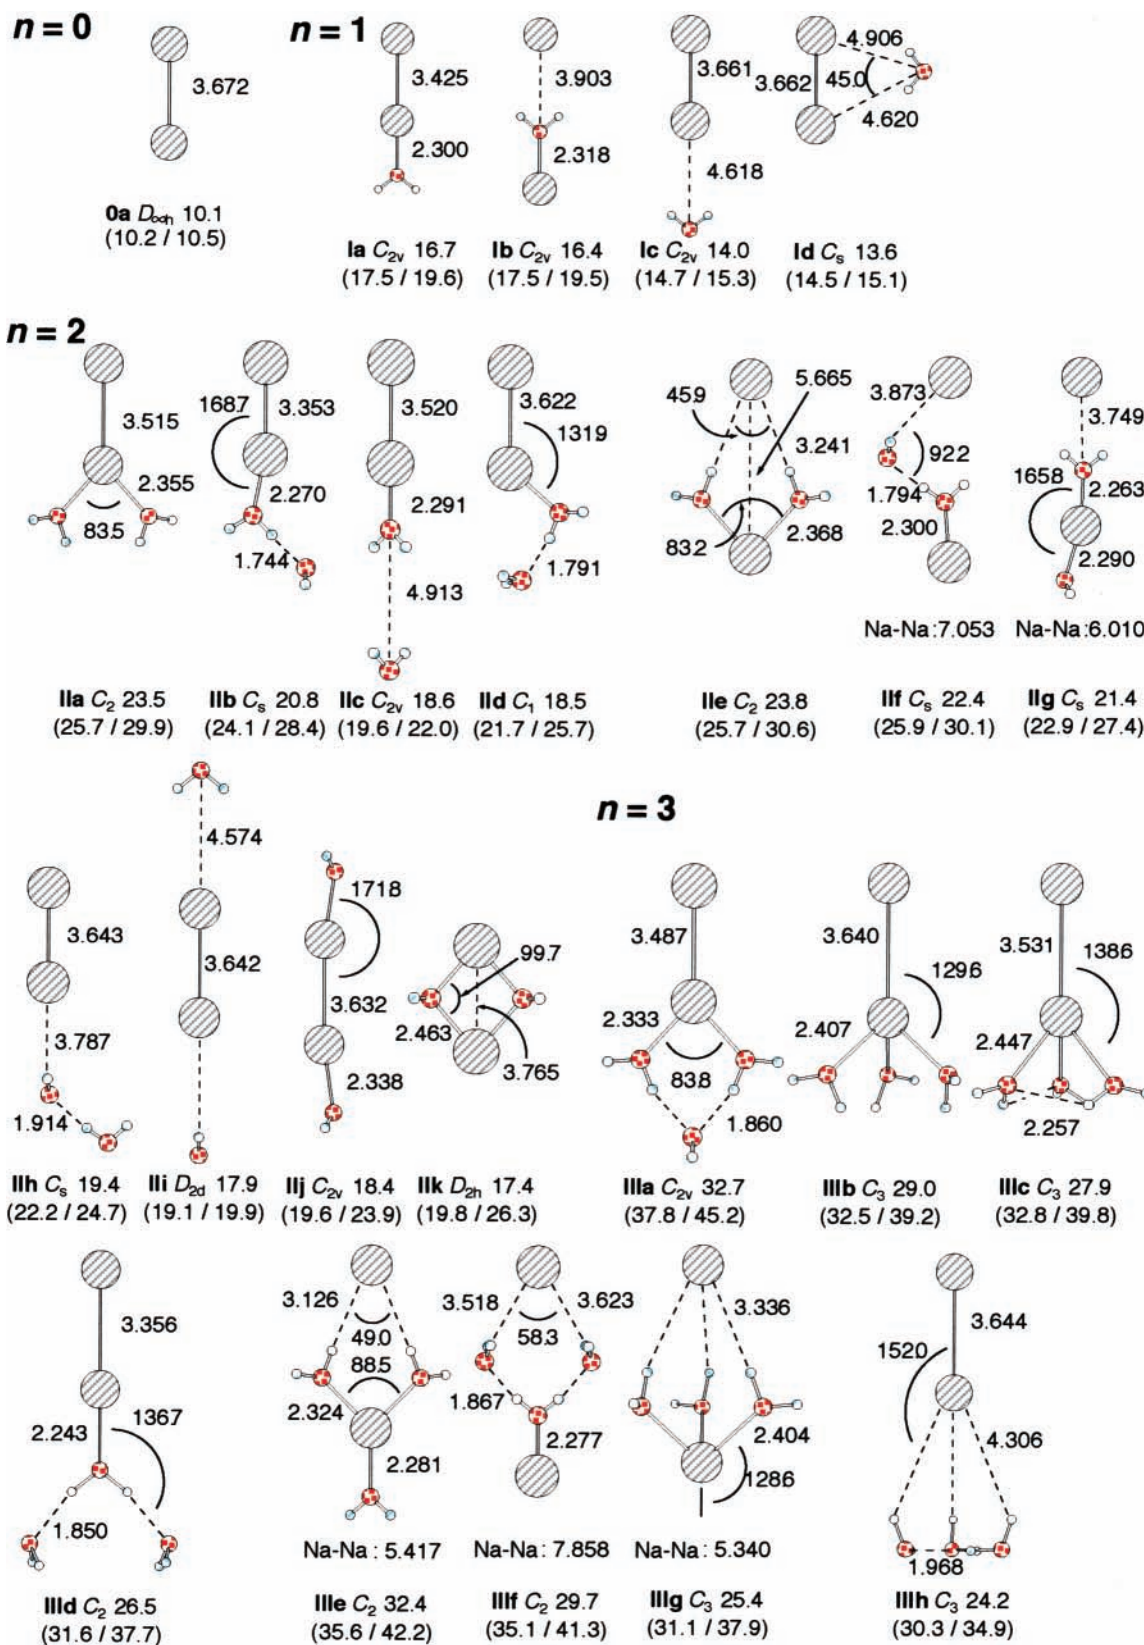 n = 0
3.672
0a D∞h 10.1
(10.2 / 10.5)
n = 1
3.425
2.300
Ia C2v 16.7
(17.5 / 19.6)
3.903
2.318
Ib C2v 16.4
(17.5 / 19.5)
3.661
4.618
Ic C2v 14.0
(14.7 / 15.3)
4.906
3.662
45.0
4.620
Id Cs 13.6
(14.5 / 15.1)
n = 2
3.515
2.355
83.5
IIa C2 23.5
(25.7 / 29.9)
168.7
3.353
2.270
1.744
IIb Cs 20.8
(24.1 / 28.4)
3.520
2.291
4.913
IIc C2v 18.6
(19.6 / 22.0)
3.622
131.9
1.791
IId C1 18.5
(21.7 / 25.7)
45.9
5.665
3.241
83.2
2.368
IIe C2 23.8
(25.7 / 30.6)
3.873
92.2
1.794
2.300
Na-Na:7.053
IIf Cs 22.4
(25.9 / 30.1)
3.749
165.8
2.263
2.290
Na-Na:6.010
IIg Cs 21.4
(22.9 / 27.4)
3.643
3.787
1.914
IIh Cs 19.4
(22.2 / 24.7)
4.574
3.642
IIi D2d 17.9
(19.1 / 19.9)
171.8
3.632
2.338
IIj C2v 18.4
(19.6 / 23.9)
99.7
2.463
3.765
IIk D2h 17.4
(19.8 / 26.3)
n = 3
3.487
2.333
83.8
1.860
IIIa C2v 32.7
(37.8 / 45.2)
3.640
129.6
2.407
IIIb C3 29.0
(32.5 / 39.2)
3.531
138.6
2.447
2.257
IIIc C3 27.9
(32.8 / 39.8)
3.356
2.243
136.7
1.850
IIId C2 26.5
(31.6 / 37.7)
3.126
49.0
88.5
2.324
2.281
Na-Na: 5.417
IIIe C2 32.4
(35.6 / 42.2)
3.518
3.623
58.3
1.867
2.277
Na-Na: 7.858
IIIf C2 29.7
(35.1 / 41.3)
3.336
2.404
128.6
Na-Na: 5.340
IIIg C3 25.4
(31.1 / 37.9)
3.644
152.0
4.306
1.968
IIIh C3 24.2
(30.3 / 34.9)